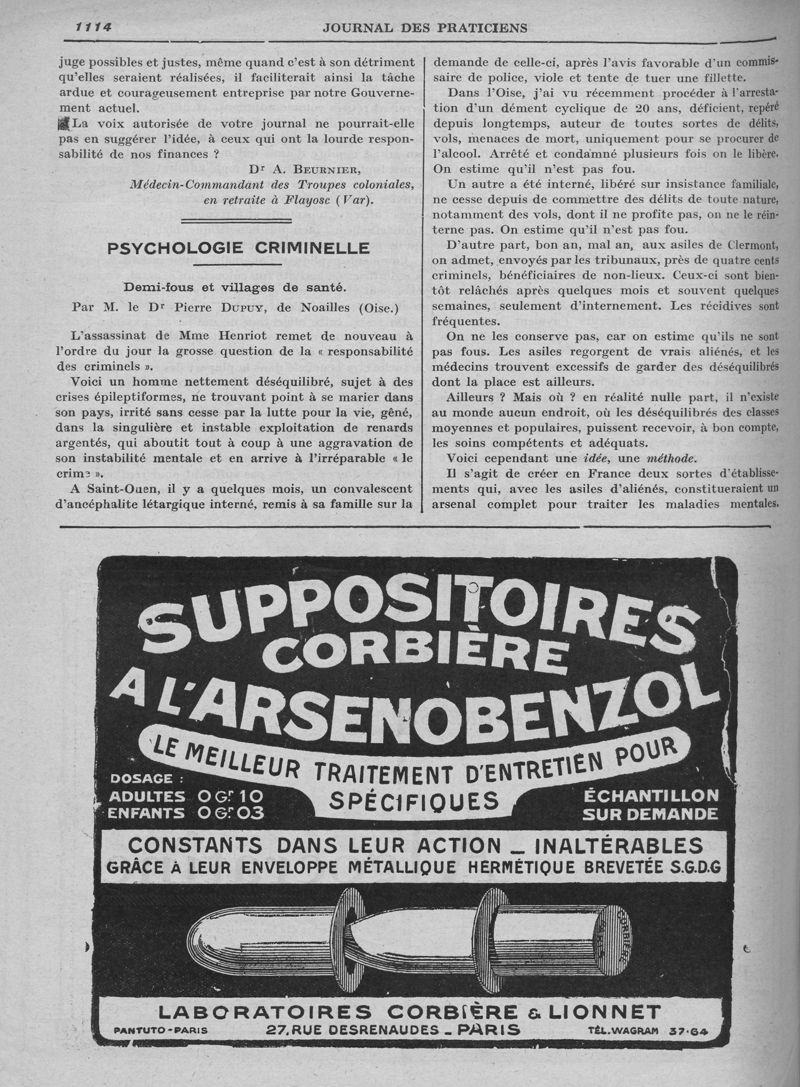 1114
JOURNAL DES PRATICIENS
juge possibles et justes, même quand c'est à son détriment
qu'elles seraient réalisées, il faciliterait ainsi la tâche
ardue et courageusement entreprise par notre Gouverne-
ment actuel.
La voix autorisée de votre journal ne pourrait-elle
pas en suggérer l'idée, à ceux qui ont la lourde respon-
sabilité de nos finances ?
Dr A. BEURNIER,
Médecin-Commandant des Troupes coloniales,
en retraite à Flayosc (Var).
PSYCHOLOGIE CRIMINELLE
Demi-fous et villages de santé.
Par M. le Dr Pierre DUPUY, de Noailles (Oise.)
L'assassinat de Mme Henriot remet de nouveau à
l'ordre du jour la grosse question de la « responsabilité
des criminels ».
Voici un homme nettement déséquilibré, sujet à des
crises épileptiformes, ne trouvant point à se marier dans
son pays, irrité sans cesse par la lutte pour la vie, gêné,
dans la singulière et instable exploitation de renards
argentés, qui aboutit tout à coup à une aggravation de
son instabilité mentale et en arrive à l'irréparable « le
crime ».
A Saint-Ouen, il y a quelques mois, un convalescent
d'ancéphalite létargique interné, remis à sa famille sur la
demande de celle-ci, après l'avis favorable d'un commis-
saire de police, viole et tente de tuer une fillette.
Dans l'Oise, j'ai vu récemment procéder à l'arresta-
tion d'un dément cyclique de 20 ans, déficient, repéré
depuis longtemps, auteur de toutes sortes de délits,
vols, menaces de mort, uniquement pour se procurer de
l'alcool. Arrêté et condamné plusieurs fois on le libère.
On estime qu'il n'est pas fou.
Un autre a été interné, libéré sur insistance familiale,
ne cesse depuis de commettre des délits de toute nature,
notamment des vols, dont il ne profite pas, on ne le réin-
terne pas. On estime qu'il n'est pas fou.
D'autre part, bon an, mal an, aux asiles de Clermont,
on admet, envoyés par les tribunaux, près de quatre cents
criminels, bénéficiaires de non-lieux. Ceux-ci sont bien-
tôt relâchés après quelques mois et souvent quelques
semaines, seulement d'internement. Les récidives sont
fréquentes.
On ne les conserve pas, car on estime qu'ils ne sont
pas fous. Les asiles regorgent de vrais aliénés, et les
médecins trouvent excessifs de garder des déséquilibrés
dont la place est ailleurs.
Ailleurs ? Mais où ? en réalité nulle part, il n'existe
au monde aucun endroit, où les déséquilibrés des classes
moyennes et populaires, puissent recevoir, à bon compte,
les soins compétents et adéquats.
Voici cependant une idée, une méthode.
Il s'agit de créer en France deux sortes d'établisse-
ments qui, avec les asiles d'aliénés, constitueraient un
arsenal complet pour traiter les maladies mentales.
SUPPOSITOIRES
CORBIÈRE
A L'ARSENOBENZOL
LE MEILLEUR TRAITEMENT D'ENTRETIEN POUR
SPÉCIFIQUES
DOSAGE :
ADULTES 0 Gr 10
ENFANTS 0 Gr 03
ÉCHANTILLON
SUR DEMANDE
CONSTANTS DANS LEUR ACTION _ INALTÉRABLES
GRÂCE À LEUR ENVELOPPE MÉTALLIQUE HERMÉTIQUE BREVETÉE S.G.D.G
CORBIÈRE
LABORATOIRES CORBIÈRE & LIONNET
PANTUTO-PARIS
27, RUE DESRENAUDES _ PARIS
TÉL. WAGRAM 37-64